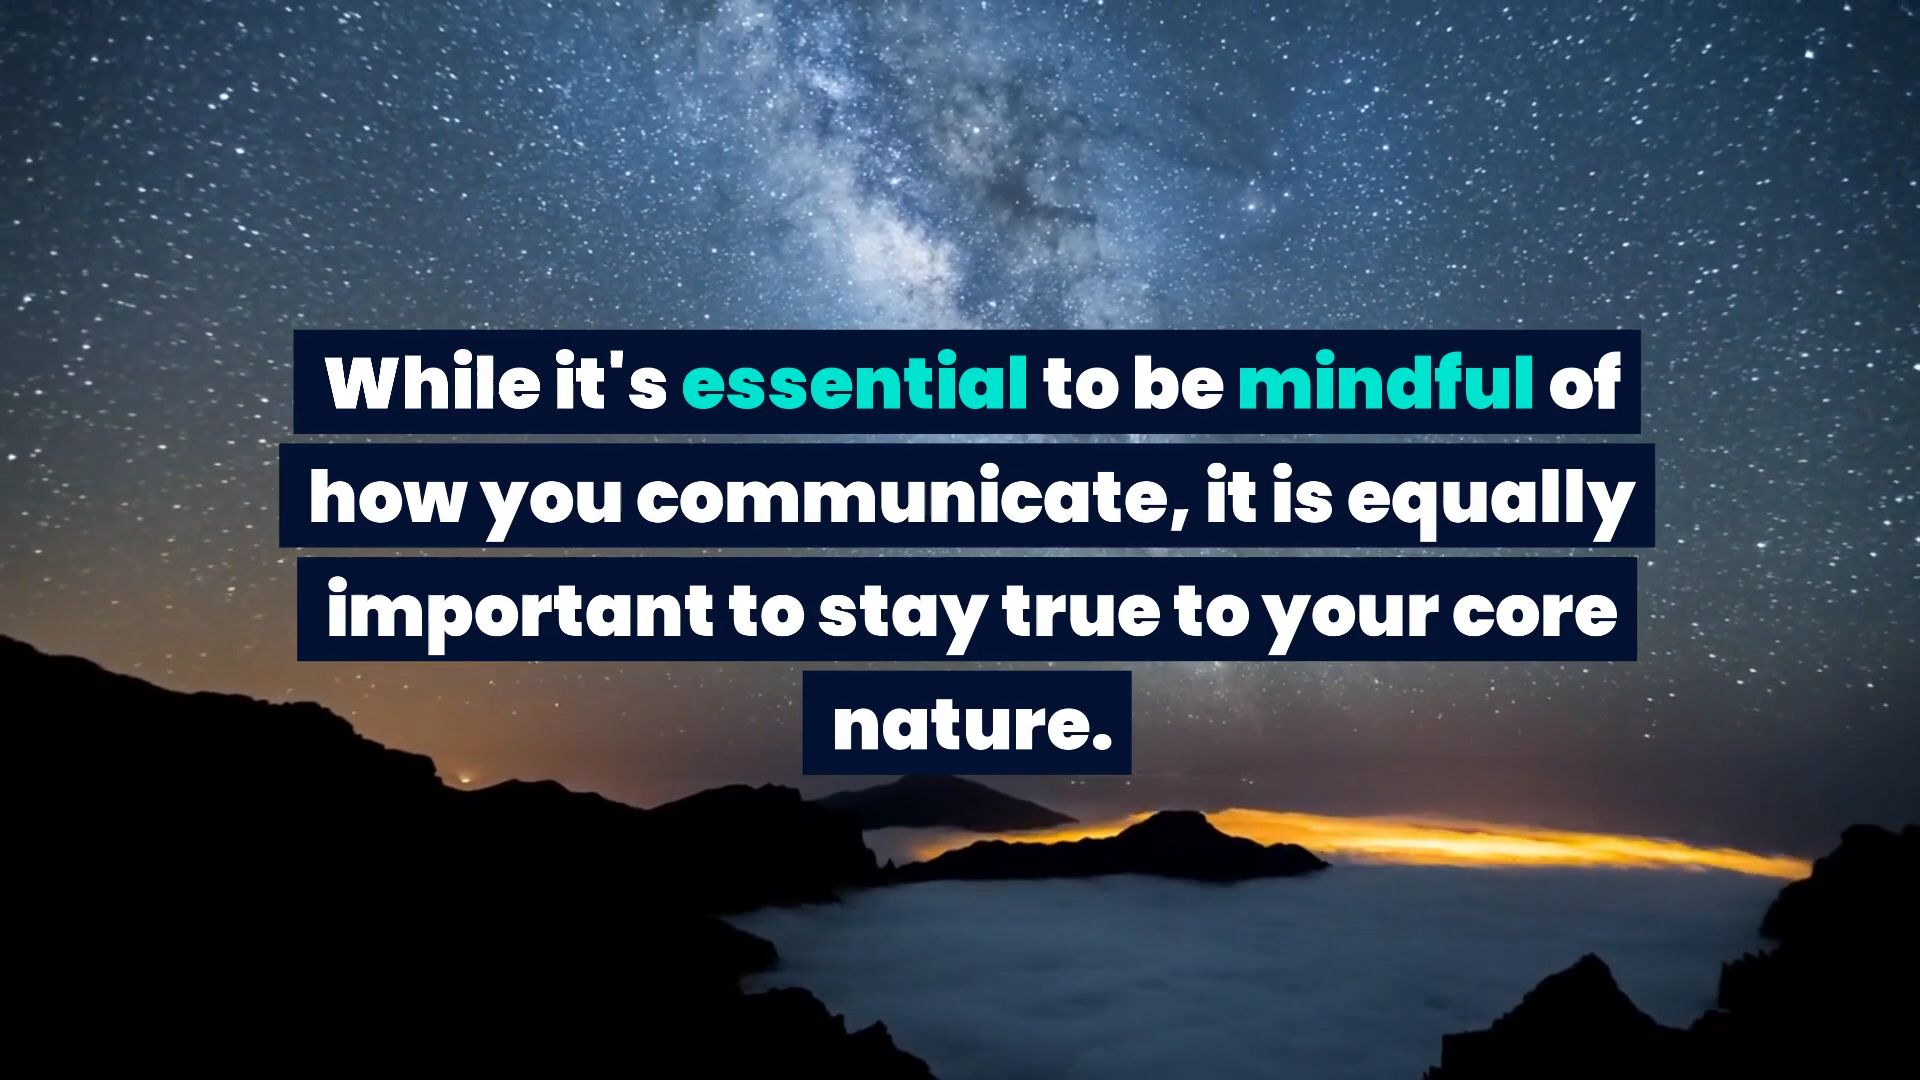 While it's essential to be mindful of
how you communicate, it is equally
important to stay true to your core
nature.